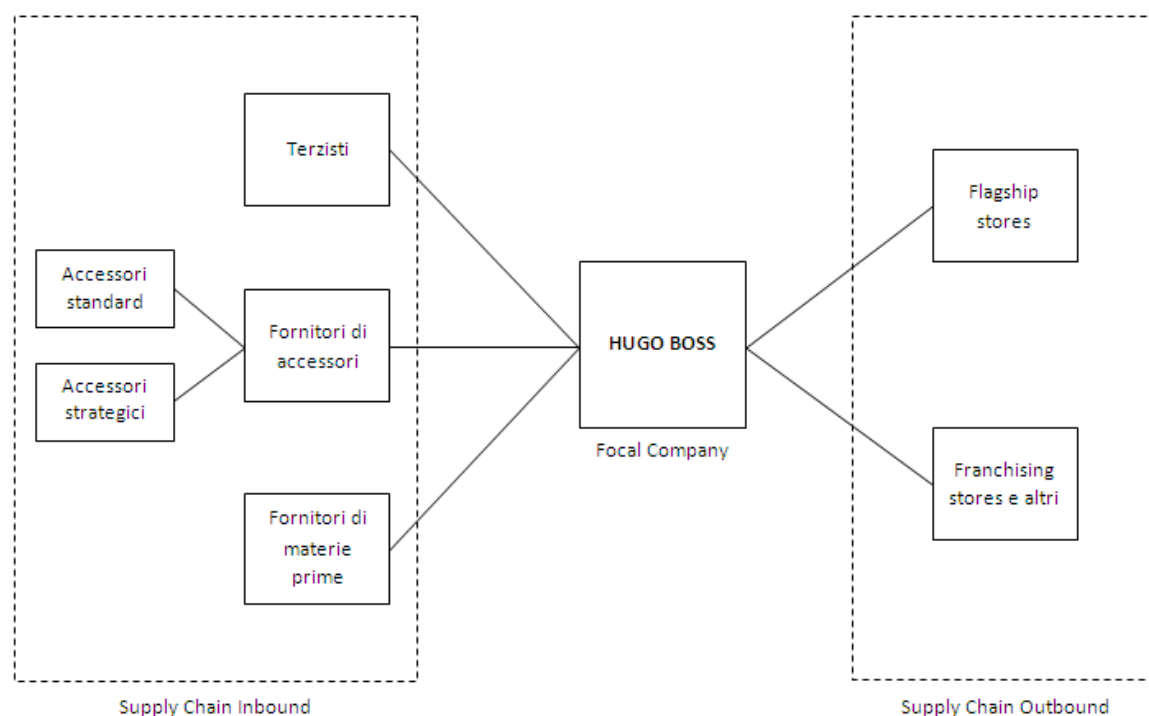 Terzisti
Accessori
standard
Accessori
strategici
Fornitori di
accessori
Fornitori di
materie
prime
HUGO BOSS
Focal Company
Flagship
stores
Franchising
stores e altri
Supply Chain Inbound
Supply Chain Outbound